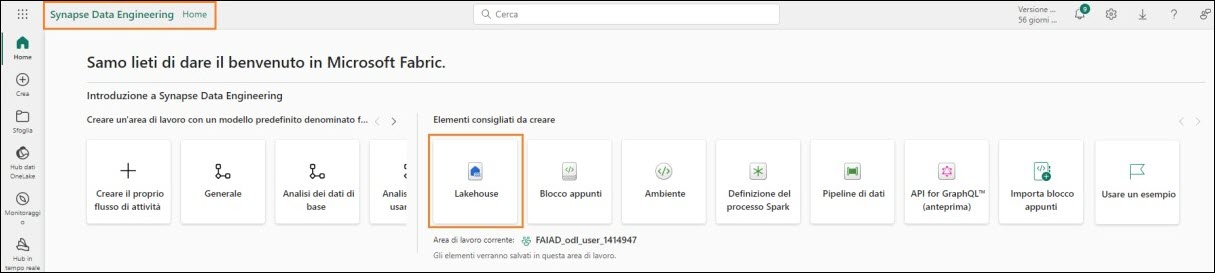 Synapse Data Engineering Home
Cerca
Versione ...
56 giorni ...
9
?
Home
Crea
Sfoglia
Hub dati
OneLake
Monitoraggi
o
Hub in
tempo reale
Samo lieti di dare il benvenuto in Microsoft Fabric.
Introduzione a Synapse Data Engineering
Creare un'area di lavoro con un modello predefinito denominato f...
Creare il proprio
flusso di attività
Generale
Analisi dei dati di
base
Analis
usar
Elementi consigliati da creare
Lakehouse
Blocco appunti
Ambiente
Definizione del
processo Spark
Pipeline di dati
API for GraphQL™
(anteprima)
Importa blocco
appunti
Usare un esempio
Area di lavoro corrente: FAIAD_odl_user_1414947
Gli elementi verranno salvati in questa area di lavoro.